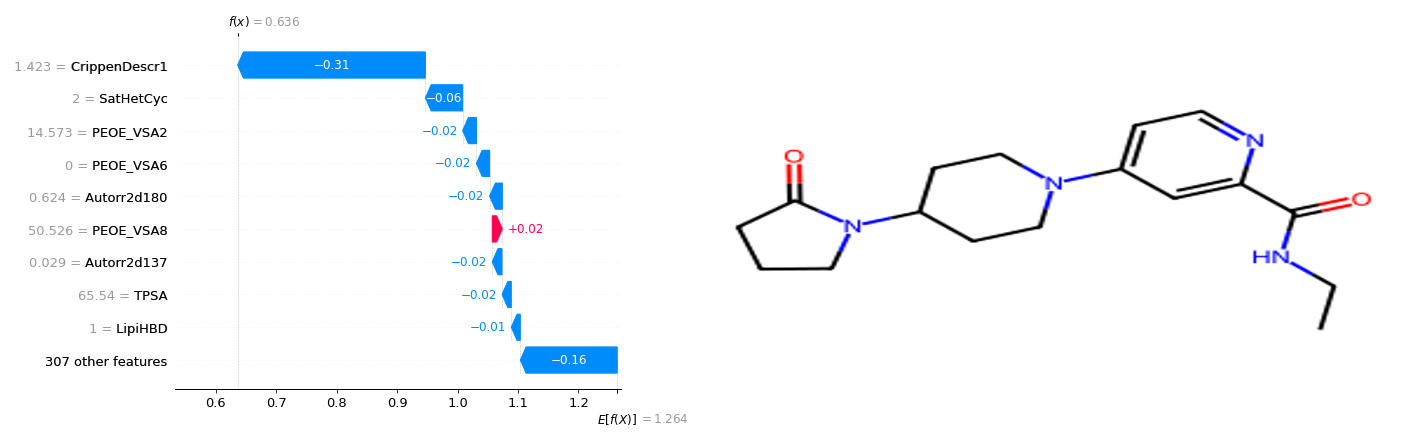 f(x) = 0.636
1.423 = CrippenDescr1
−0.31
2 = SatHetCyc
−0.06
14.573 = PEOE_VSA2
−0.02
0 = PEOE_VSA6
−0.02
0.624 = Autorr2d180
−0.02
50.526 = PEOE_VSA8
+0.02
0.029 = Autorr2d137
−0.02
65.54 = TPSA
−0.02
1 = LipiHBD
−0.01
307 other features
−0.16
0.6 0.7 0.8 0.9 1.0 1.1 1.2
E[f(X)] = 1.264
N
O
N
O
N
HN